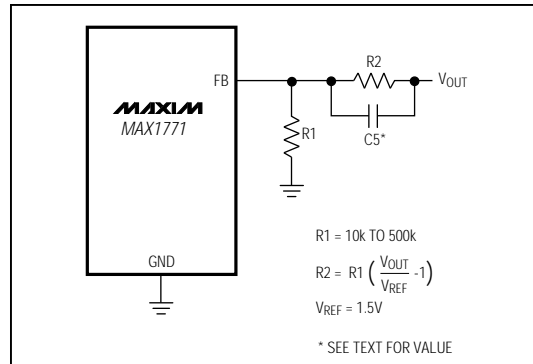 R2
FB
VOUT
MAXIM
MAX1771
C5*
R1
GND
R1 = 10k TO 500k
R2 = R1 ( VOUT / VREF -1)
VREF = 1.5V
* SEE TEXT FOR VALUE